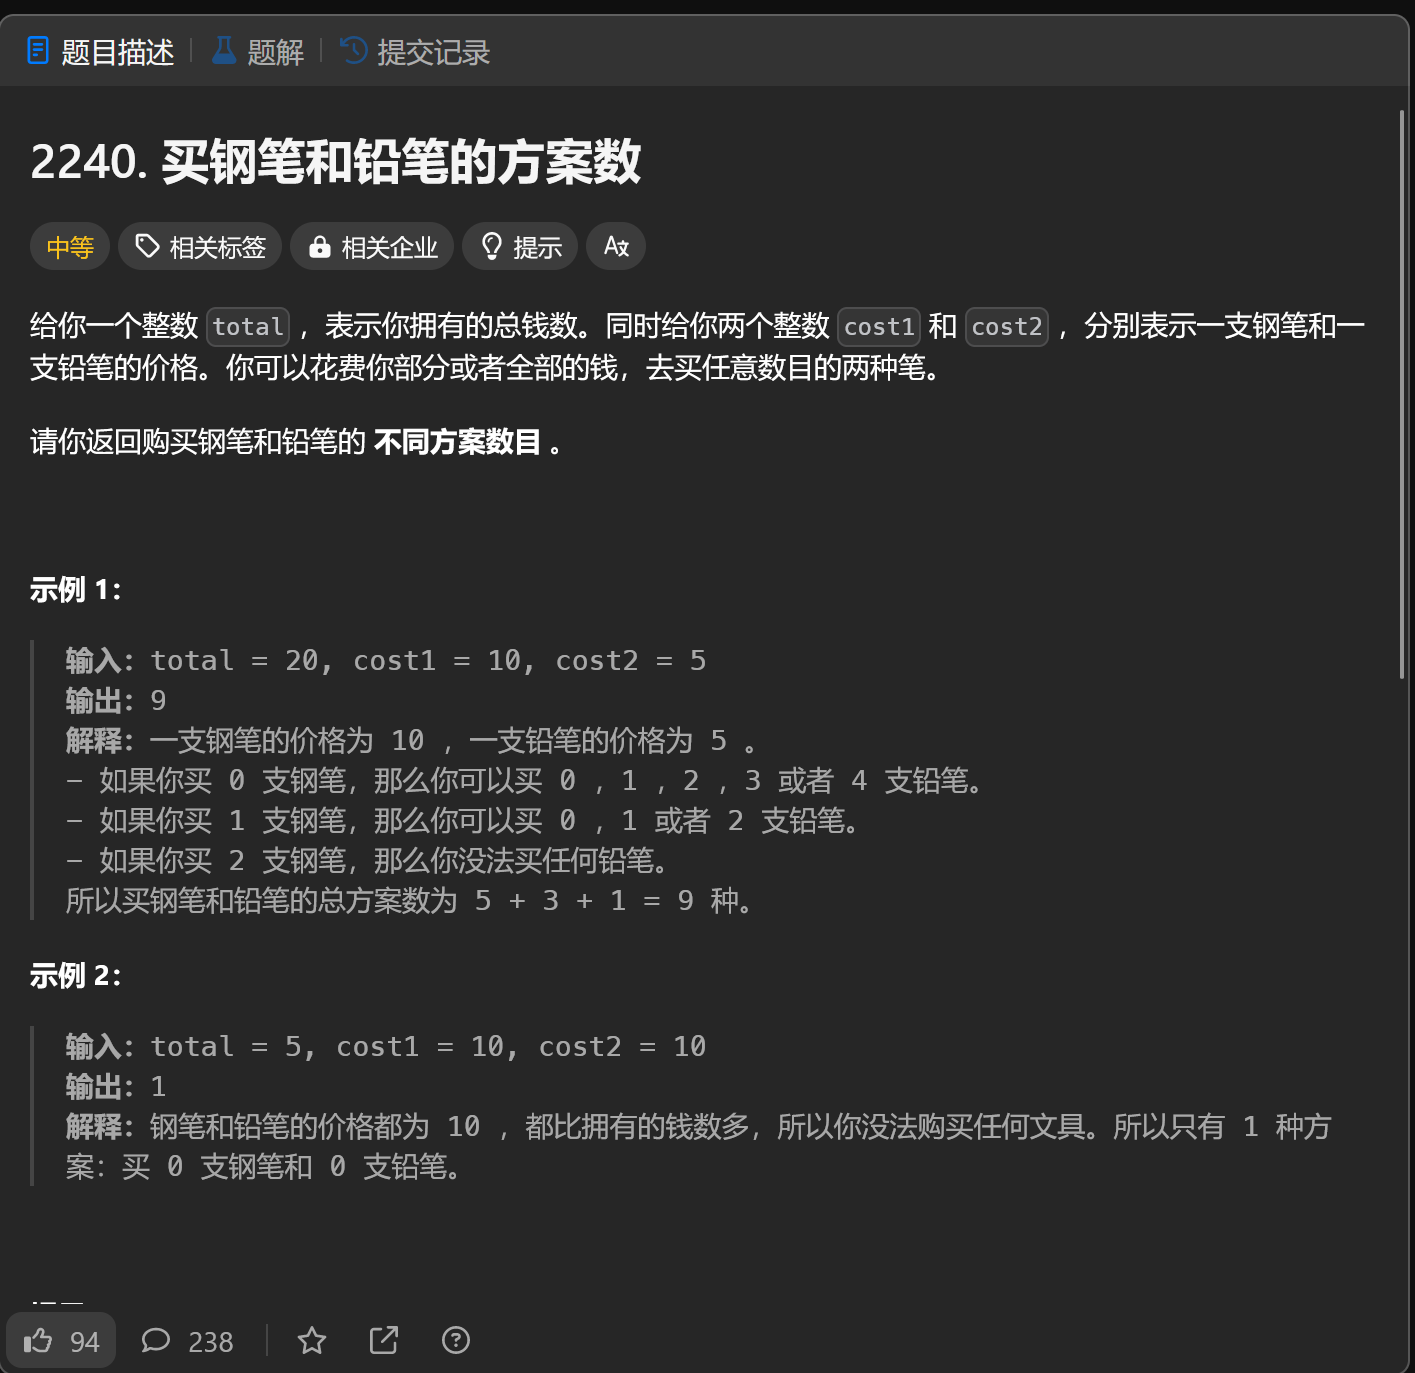 题目描述 题解 提交记录
2240. 买钢笔和铅笔的方案数
中等 相关标签 相关企业 提示
给你一个整数 total ，表示你拥有的总钱数。同时给你两个整数 cost1 和 cost2 ，分别表示一支钢笔和一
支铅笔的价格。你可以花费你部分或者全部的钱，去买任意数目的两种笔。
请你返回购买钢笔和铅笔的 不同方案数目 。
示例 1：
输入：total = 20, cost1 = 10, cost2 = 5
输出：9
解释：一支钢笔的价格为 10 ，一支铅笔的价格为 5 。
- 如果你买 0 支钢笔，那么你可以买 0 ，1 ，2 ，3 或者 4 支铅笔。
- 如果你买 1 支钢笔，那么你可以买 0 ，1 或者 2 支铅笔。
- 如果你买 2 支钢笔，那么你没法买任何铅笔。
所以买钢笔和铅笔的总方案数为 5 + 3 + 1 = 9 种。
示例 2：
输入：total = 5, cost1 = 10, cost2 = 10
输出：1
解释：钢笔和铅笔的价格都为 10 ，都比拥有的钱数多，所以你没法购买任何文具。所以只有 1 种方
案：买 0 支钢笔和 0 支铅笔。
94 238